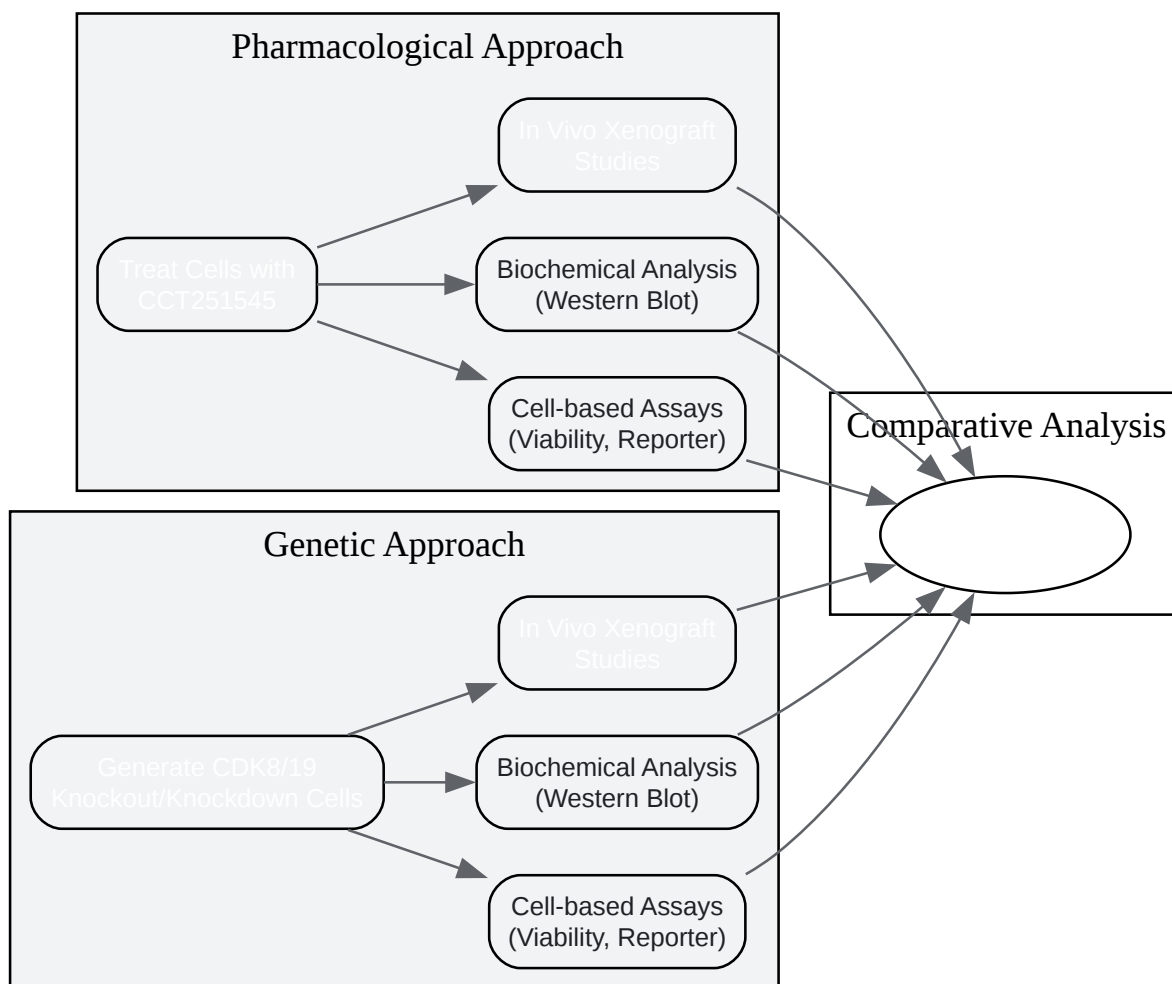 Pharmacological Approach
In Vivo Xenograft
Studies
Treat Cells with
CCT251545
Biochemical Analysis
(Western Blot)
Cell-based Assays
(Viability, Reporter)
Comparative Analysis
Genetic Approach
In Vivo Xenograft
Studies
Generate CDK8/19
Knockout/Knockdown Cells
Biochemical Analysis
(Western Blot)
Cell-based Assays
(Viability, Reporter)